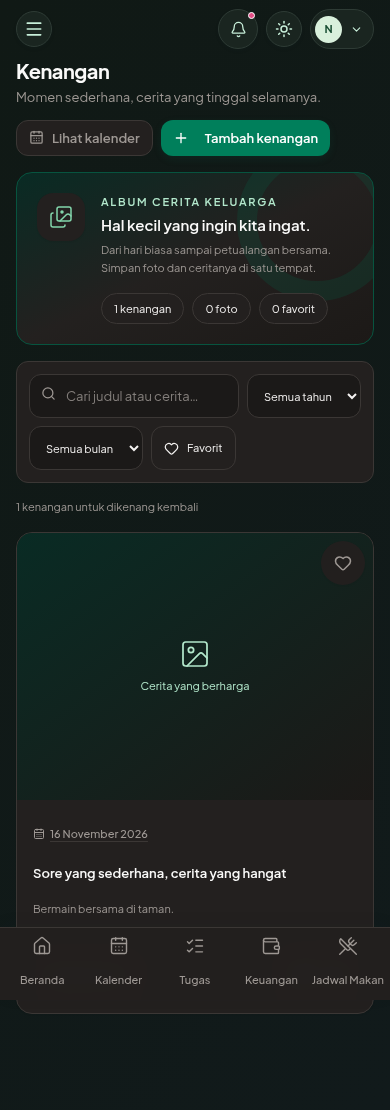 N
Kenangan
Momen sederhana, cerita yang tinggal selamanya.
Lihat kalender
Tambah kenangan
ALBUM CERITA KELUARGA
Hal kecil yang ingin kita ingat.
Dari hari biasa sampai petualangan bersama.
Simpan foto dan ceritanya di satu tempat.
1 kenangan
0 foto
0 favorit
Cari judul atau cerita...
Semua tahun
Semua bulan
Favorit
1 kenangan untuk dikenang kembali
Cerita yang berharga
16 November 2026
Sore yang sederhana, cerita yang hangat
Bermain bersama di taman.
Beranda
Kalender
Tugas
Keuangan
Jadwal Makan